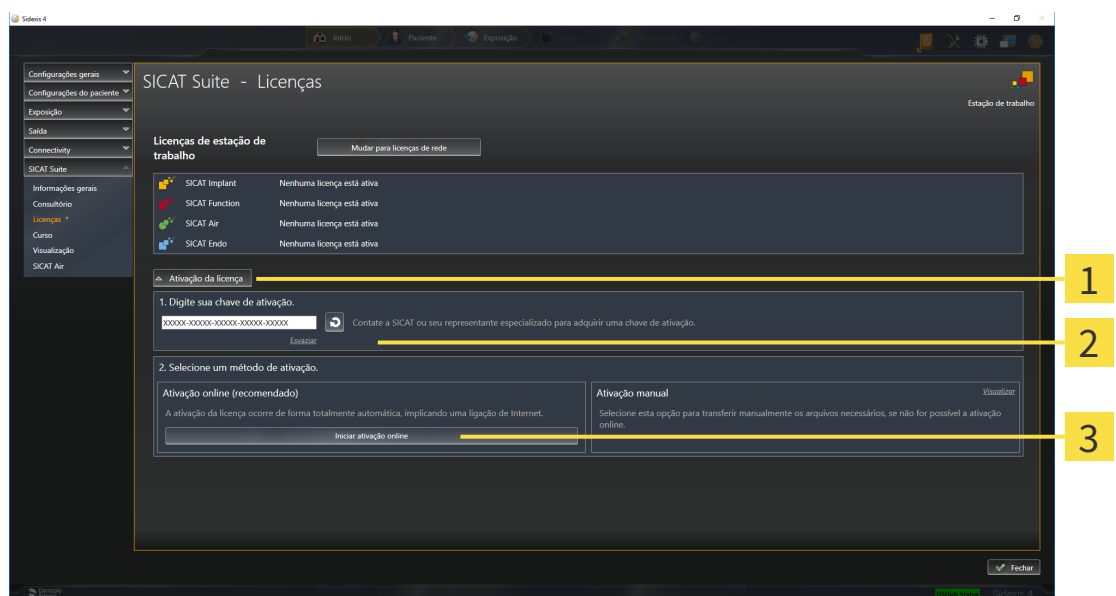 Sidexis 4
Início
Paciente
Exposição
Configurações gerais
Configurações do paciente
Exposição
Saída
Connectivity
SICAT Suite
Informações gerais
Consultório
Licenças *
Curso
Visualização
SICAT Air
SICAT Suite - Licenças
Estação de trabalho
Licenças de estação de
trabalho
Mudar para licenças de rede
SICAT Implant Nenhuma licença está ativa
SICAT Function Nenhuma licença está ativa
SICAT Air Nenhuma licença está ativa
SICAT Endo Nenhuma licença está ativa
Ativação da licença
1
1. Digite sua chave de ativação.
XXXXX-XXXXX-XXXXX-XXXXX-XXXXX
Contate a SICAT ou seu representante especializado para adquirir uma chave de ativação.
Esvaziar
2
2. Selecione um método de ativação.
Ativação online (recomendado)
A ativação da licença ocorre de forma totalmente automática, implicando uma ligação de Internet.
Iniciar ativação online
Ativação manual
Visualizar
Selecione esta opção para transferir manualmente os arquivos necessários, se não for possível a ativação
online.
3
Fechar
Dentsply
Sidexis 4